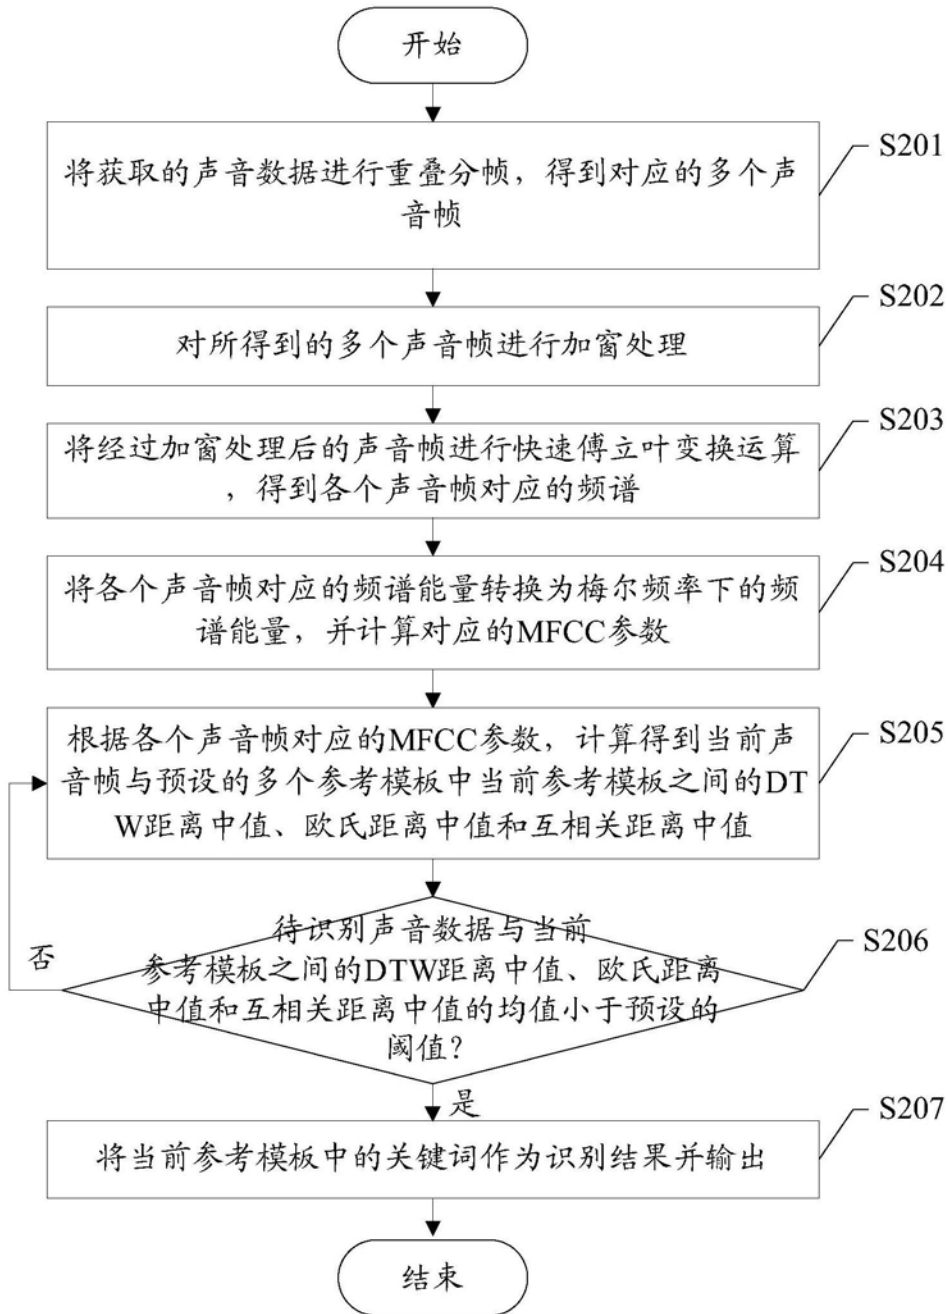 开始
S201
将获取的声音数据进行重叠分帧，得到对应的多个声
音帧
S202
对所得到的多个声音帧进行加窗处理
S203
将经过加窗处理后的声音帧进行快速傅立叶变换运算
，得到各个声音帧对应的频谱
S204
将各个声音帧对应的频谱能量转换为梅尔频率下的频
谱能量，并计算对应的MFCC参数
S205
根据各个声音帧对应的MFCC参数，计算得到当前声
音帧与预设的多个参考模板中当前参考模板之间的DT
W距离中值、欧氏距离中值和互相关距离中值
S206
待识别声音数据与当前
参考模板之间的DTW距离中值、欧氏距离
中值和互相关距离中值的均值小于预设的
阈值？
否
是
S207
将当前参考模板中的关键词作为识别结果并输出
结束